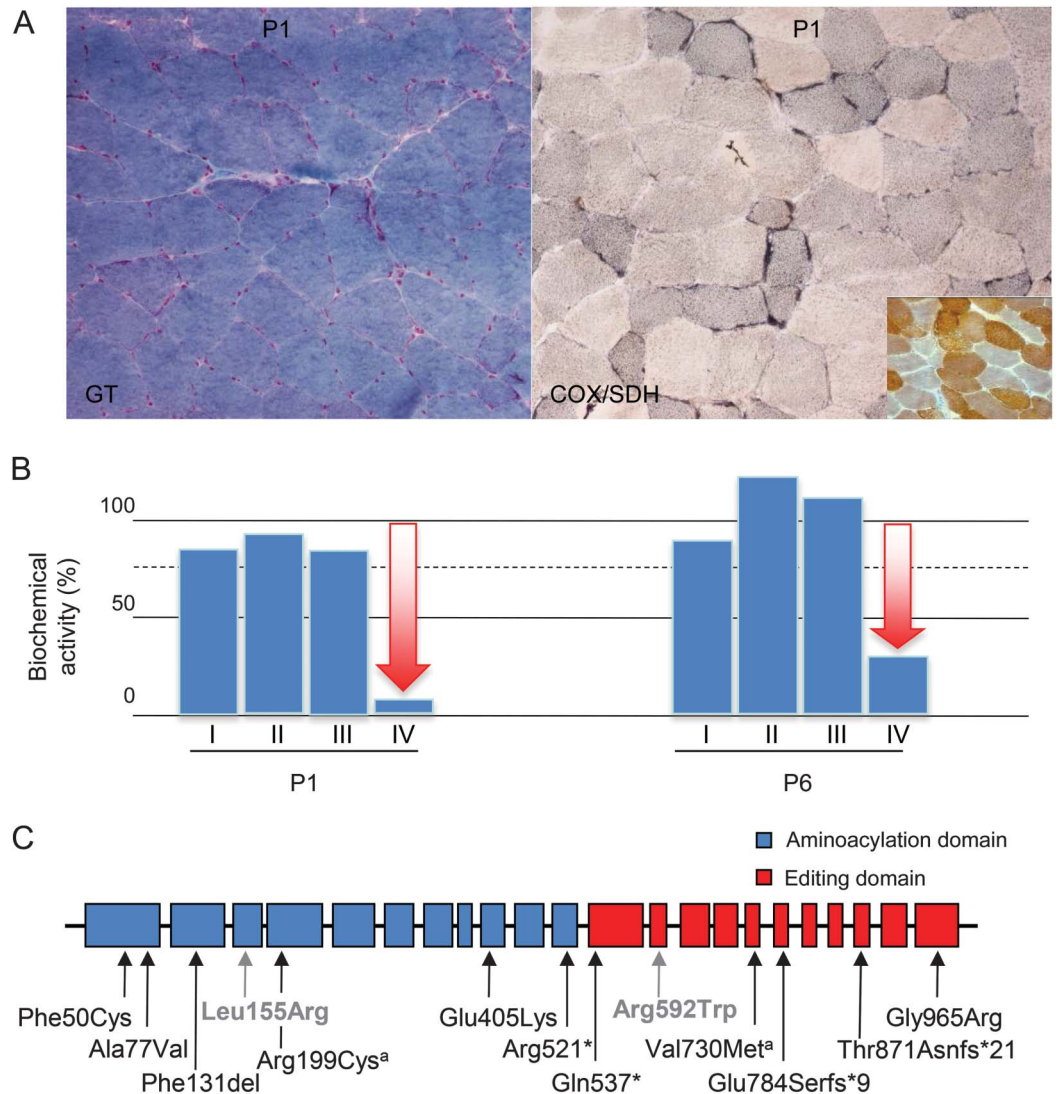 A
P1
P1
GT
COX/SDH
B
100
50
0
Biochemical
activity (%)
I II III IV
I II III IV
P1
P6
C
Aminoacylation domain
Editing domain
Phe50Cys
Ala77Val
Phe131del
Leu155Arg
Arg199Cysᵃ
Glu405Lys
Arg521*
Gln537*
Arg592Trp
Val730Metᵃ
Glu784Serfs*9
Thr871Asnfs*21
Gly965Arg